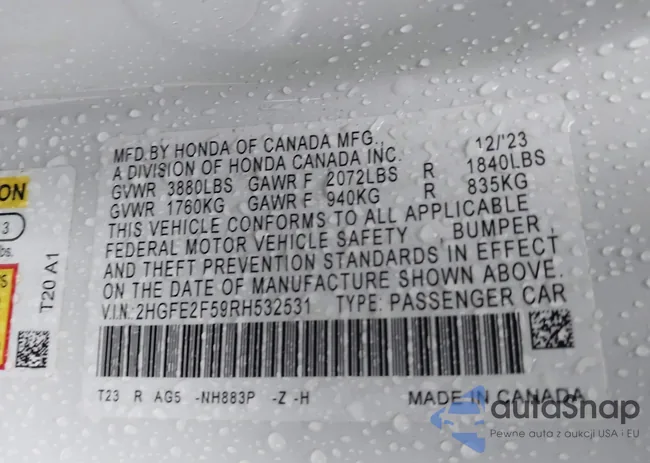 MFD.BY HONDA OF CANADA MFG. 12/'23
A DIVISION OF HONDA CANADA INC.
GVWR 3880LBS GAWR F 2072LBS R 1840LBS
GVWR 1760KG GAWR F 940KG R 835KG
THIS VEHICLE CONFORMS TO ALL APPLICABLE
FEDERAL MOTOR VEHICLE SAFETY , BUMPER ,
AND THEFT PREVENTION STANDARDS IN EFFECT
ON THE DATE OF MANUFACTURE SHOWN ABOVE.
V.I.N.: 2HGFE2F59RH532531 TYPE: PASSENGER CAR
T23 R AG5 -NH883P -Z -H MADE IN CANADA
ON
3
lbs.
T20 A1
autoSnap
Pewne auta z aukcji USA i EU